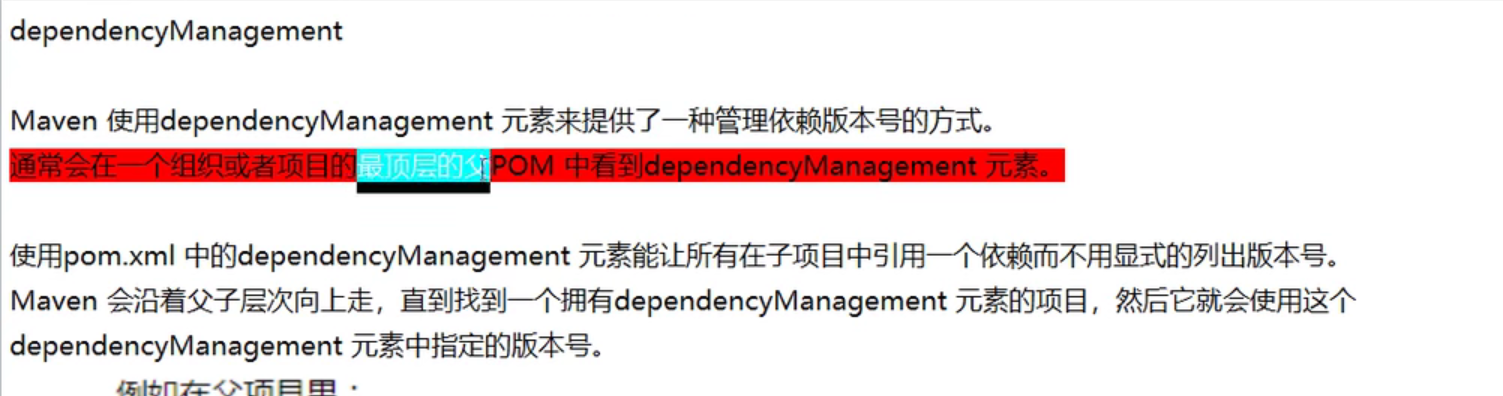 dependencyManagement
Maven 使用dependencyManagement 元素来提供了一种管理依赖版本号的方式。
通常会在一个组织或者项目的最顶层的父POM 中看到dependencyManagement 元素。
使用pom.xml 中的dependencyManagement 元素能让所有在子项目中引用一个依赖而不用显式的列出版本号。
Maven 会沿着父子层次向上走，直到找到一个拥有dependencyManagement 元素的项目，然后它就会使用这个
dependencyManagement 元素中指定的版本号。
例如在父项目里：